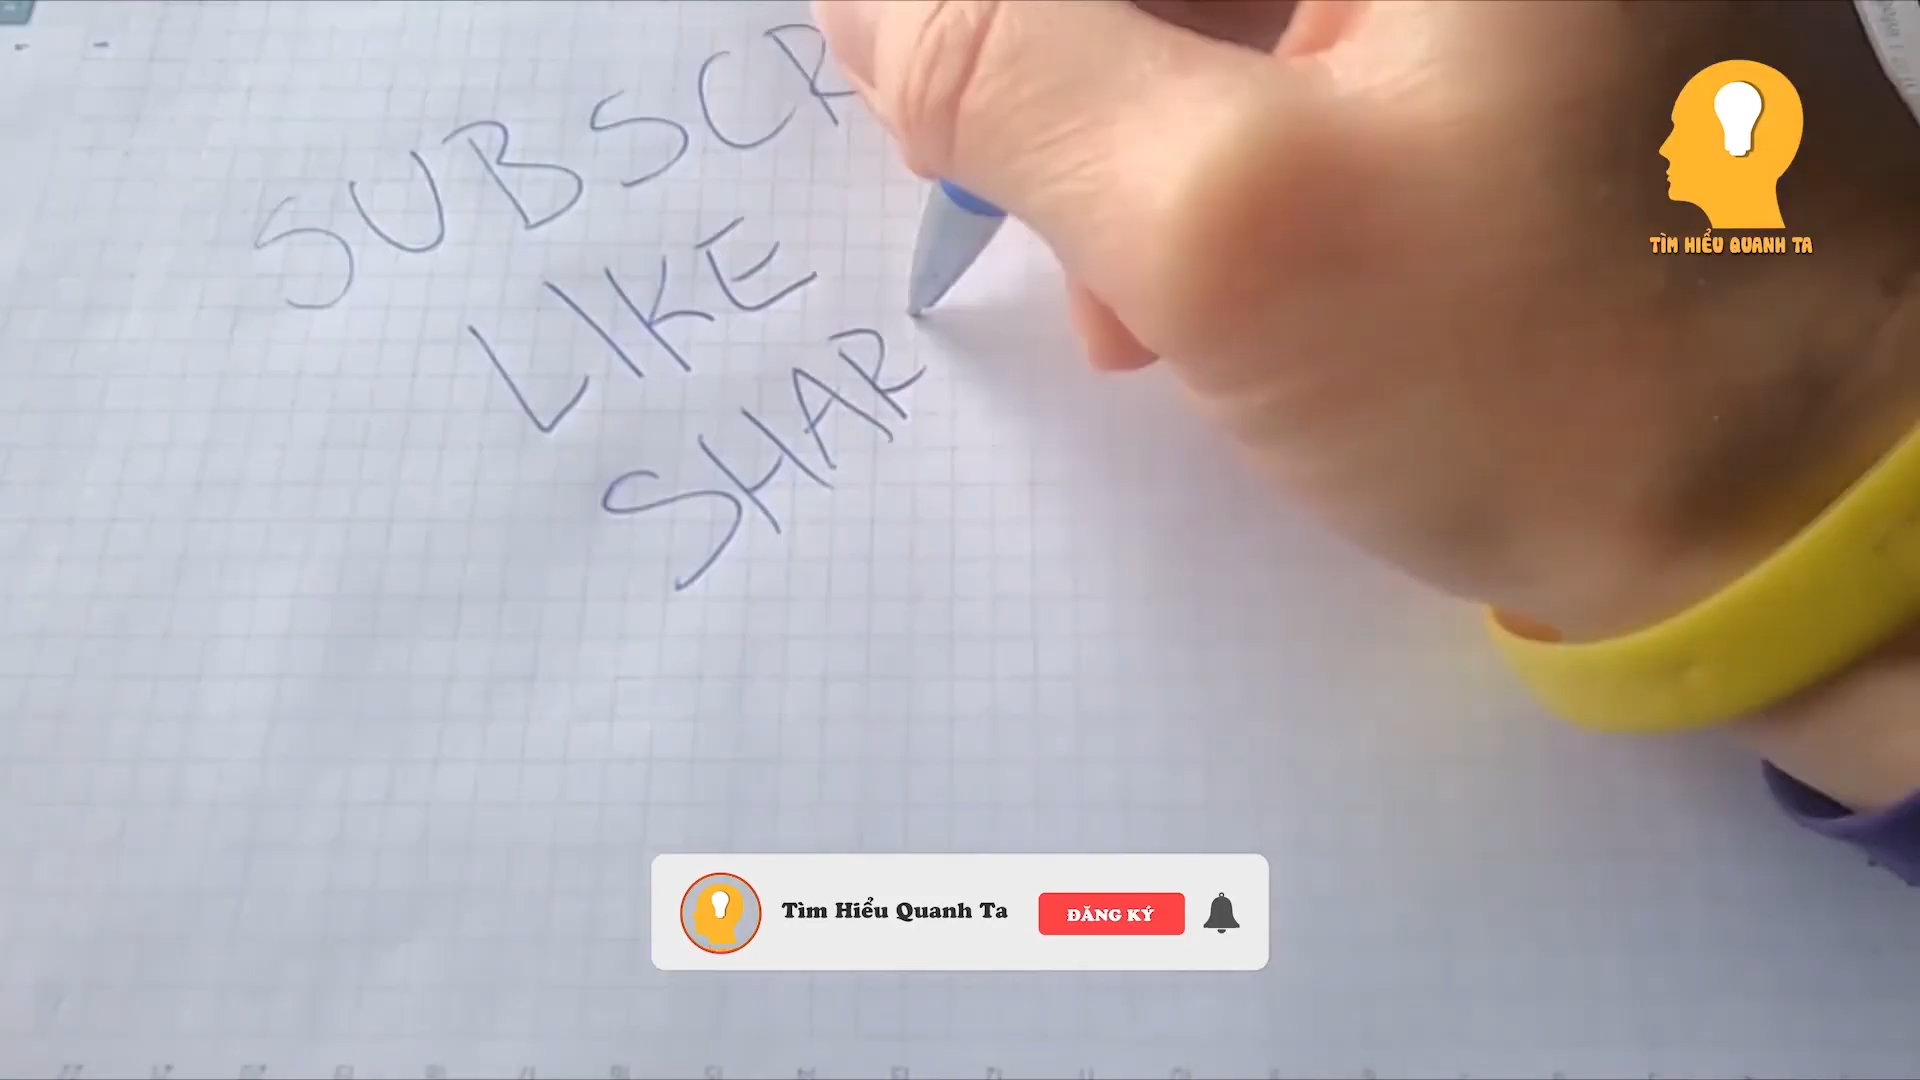 SUBSCR
LIKE
SHAR
TÌM HIỂU QUANH TA
Tìm Hiểu Quanh Ta
ĐĂNG KÝ